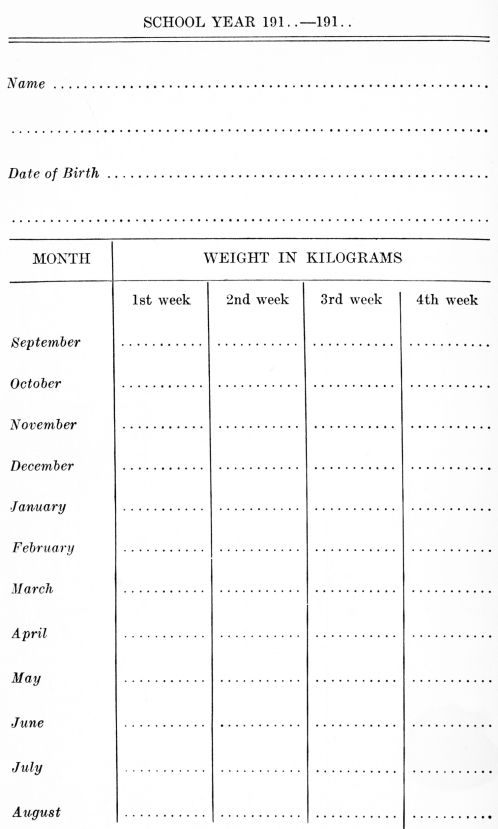 SCHOOL YEAR 191..—191..
Name ........................................................
..............................................................
Date of Birth .................................................
..............................................................
MONTH WEIGHT IN KILOGRAMS
1st week 2nd week 3rd week 4th week
September ........... ........... ........... ...........
October ........... ........... ........... ...........
November ........... ........... ........... ...........
December ........... ........... ........... ...........
January ........... ........... ........... ...........
February ........... ........... ........... ...........
March ........... ........... ........... ...........
April ........... ........... ........... ...........
May ........... ........... ........... ...........
June ........... ........... ........... ...........
July ........... ........... ........... ...........
August ........... ........... ........... ...........